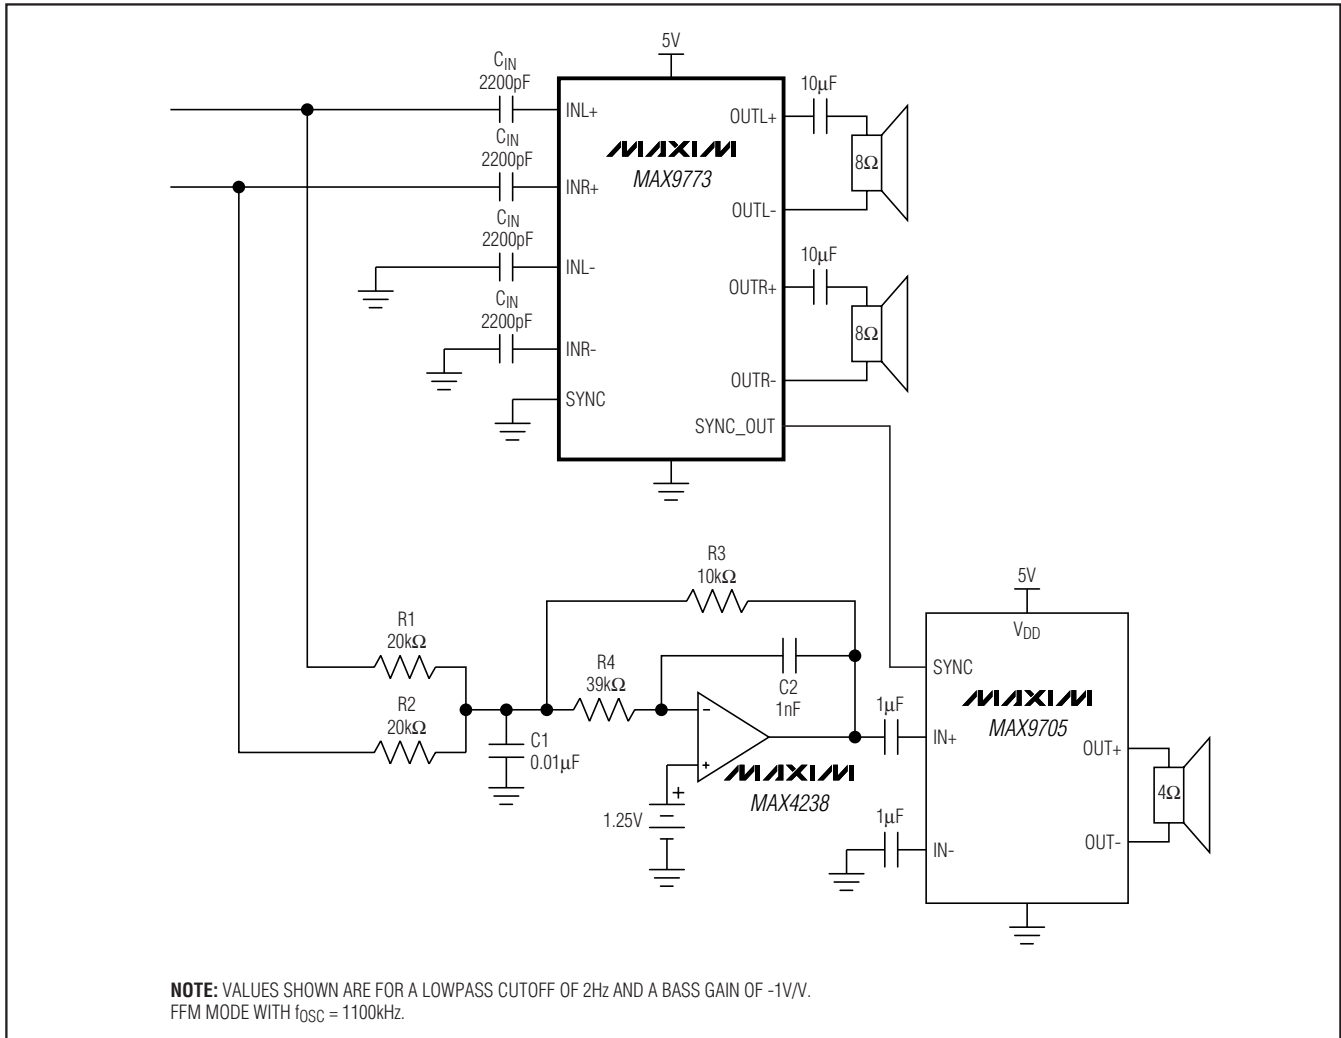 5V
CIN
2200pF
INL+
CIN
2200pF
INR+
CIN
2200pF
INL-
CIN
2200pF
INR-
SYNC
MAXIM
MAX9773
OUTL+
10µF
8Ω
OUTL-
OUTR+
10µF
8Ω
OUTR-
SYNC_OUT
R3
10kΩ
R1
20kΩ
R2
20kΩ
R4
39kΩ
C1
0.01µF
C2
1nF
-
+
+
1.25V
MAXIM
MAX4238
1µF
1µF
5V
VDD
SYNC
MAXIM
MAX9705
IN+
IN-
OUT+
4Ω
OUT-
NOTE: VALUES SHOWN ARE FOR A LOWPASS CUTOFF OF 2Hz AND A BASS GAIN OF -1V/V.
FFM MODE WITH fOSC = 1100kHz.